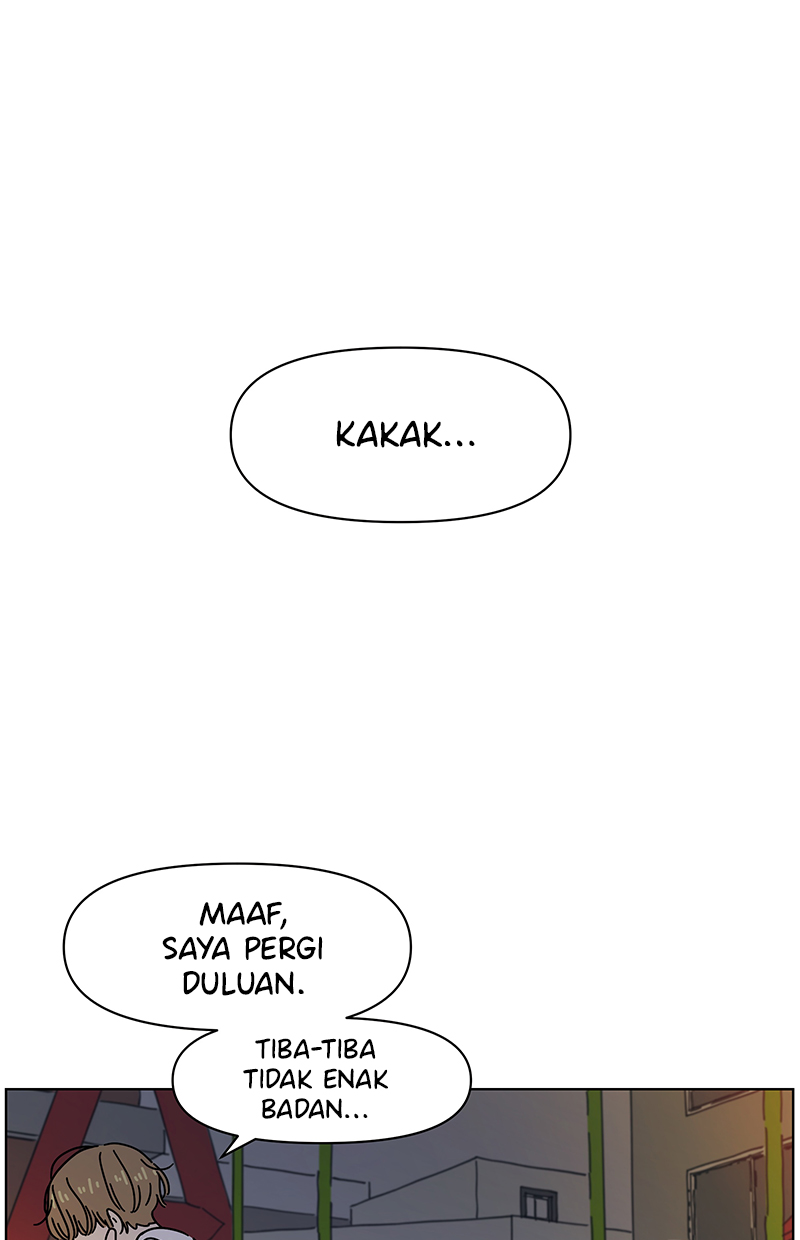 KAKAK...
MAAF,
SAYA PERGI
DULUAN.
TIBA-TIBA
TIDAK ENAK
BADAN...